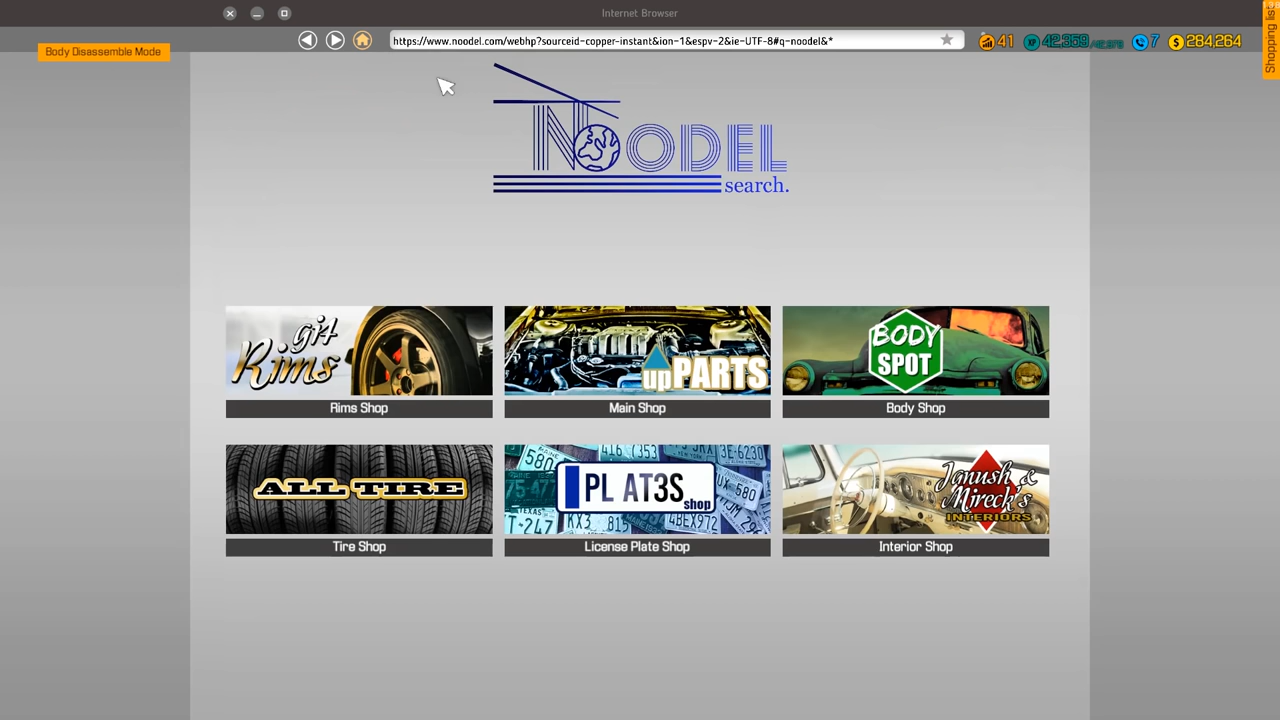 Internet Browser
Shopping list
Body Disassemble Mode
https://www.noodel.com/webhp?sourceid-copper-instant&ion-1&espv-2&ie-UTF-8#q-noodel&*
41
42,359
7
284,264
NOODEL
search.
git
Rims
upPARTS
BODY
SPOT
Rims Shop
Main Shop
Body Shop
ALL TIRE
580
PL AT3S
shop
Janush &
Mireck's
INTERIORS
Tire Shop
License Plate Shop
Interior Shop